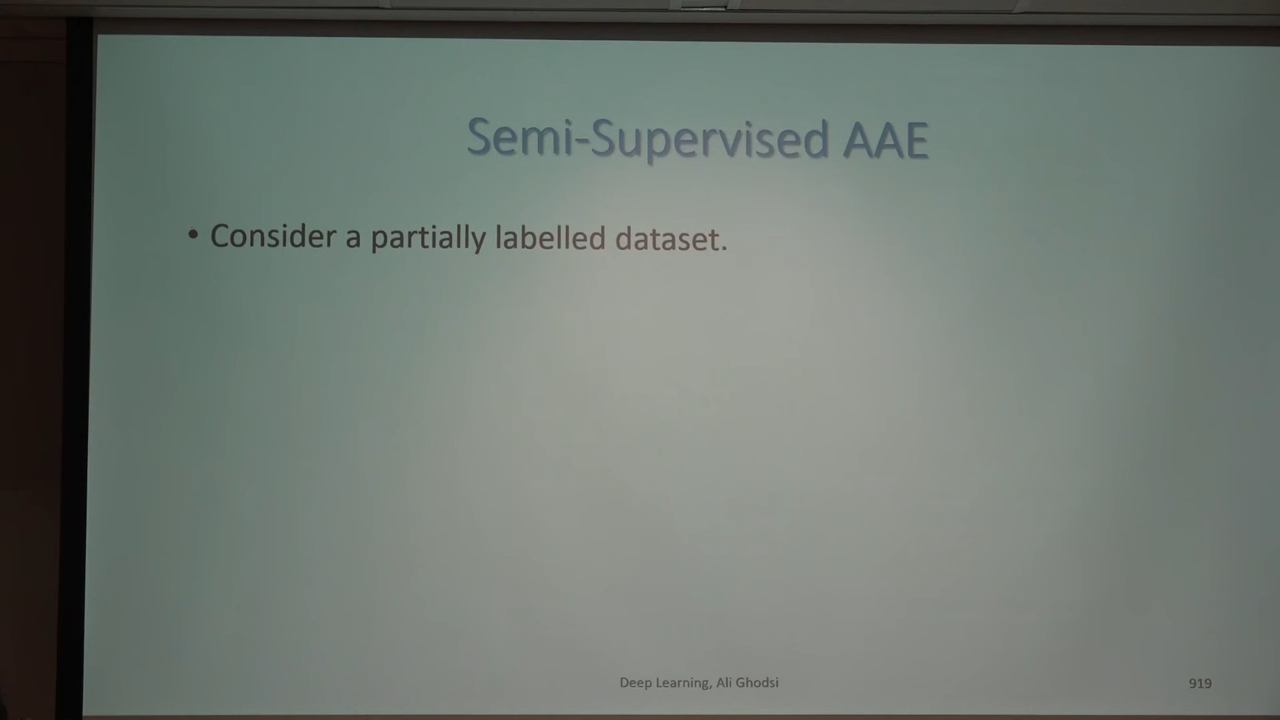 Semi-Supervised AAE
• Consider a partially labelled dataset.
Deep Learning, Ali Ghodsi
919